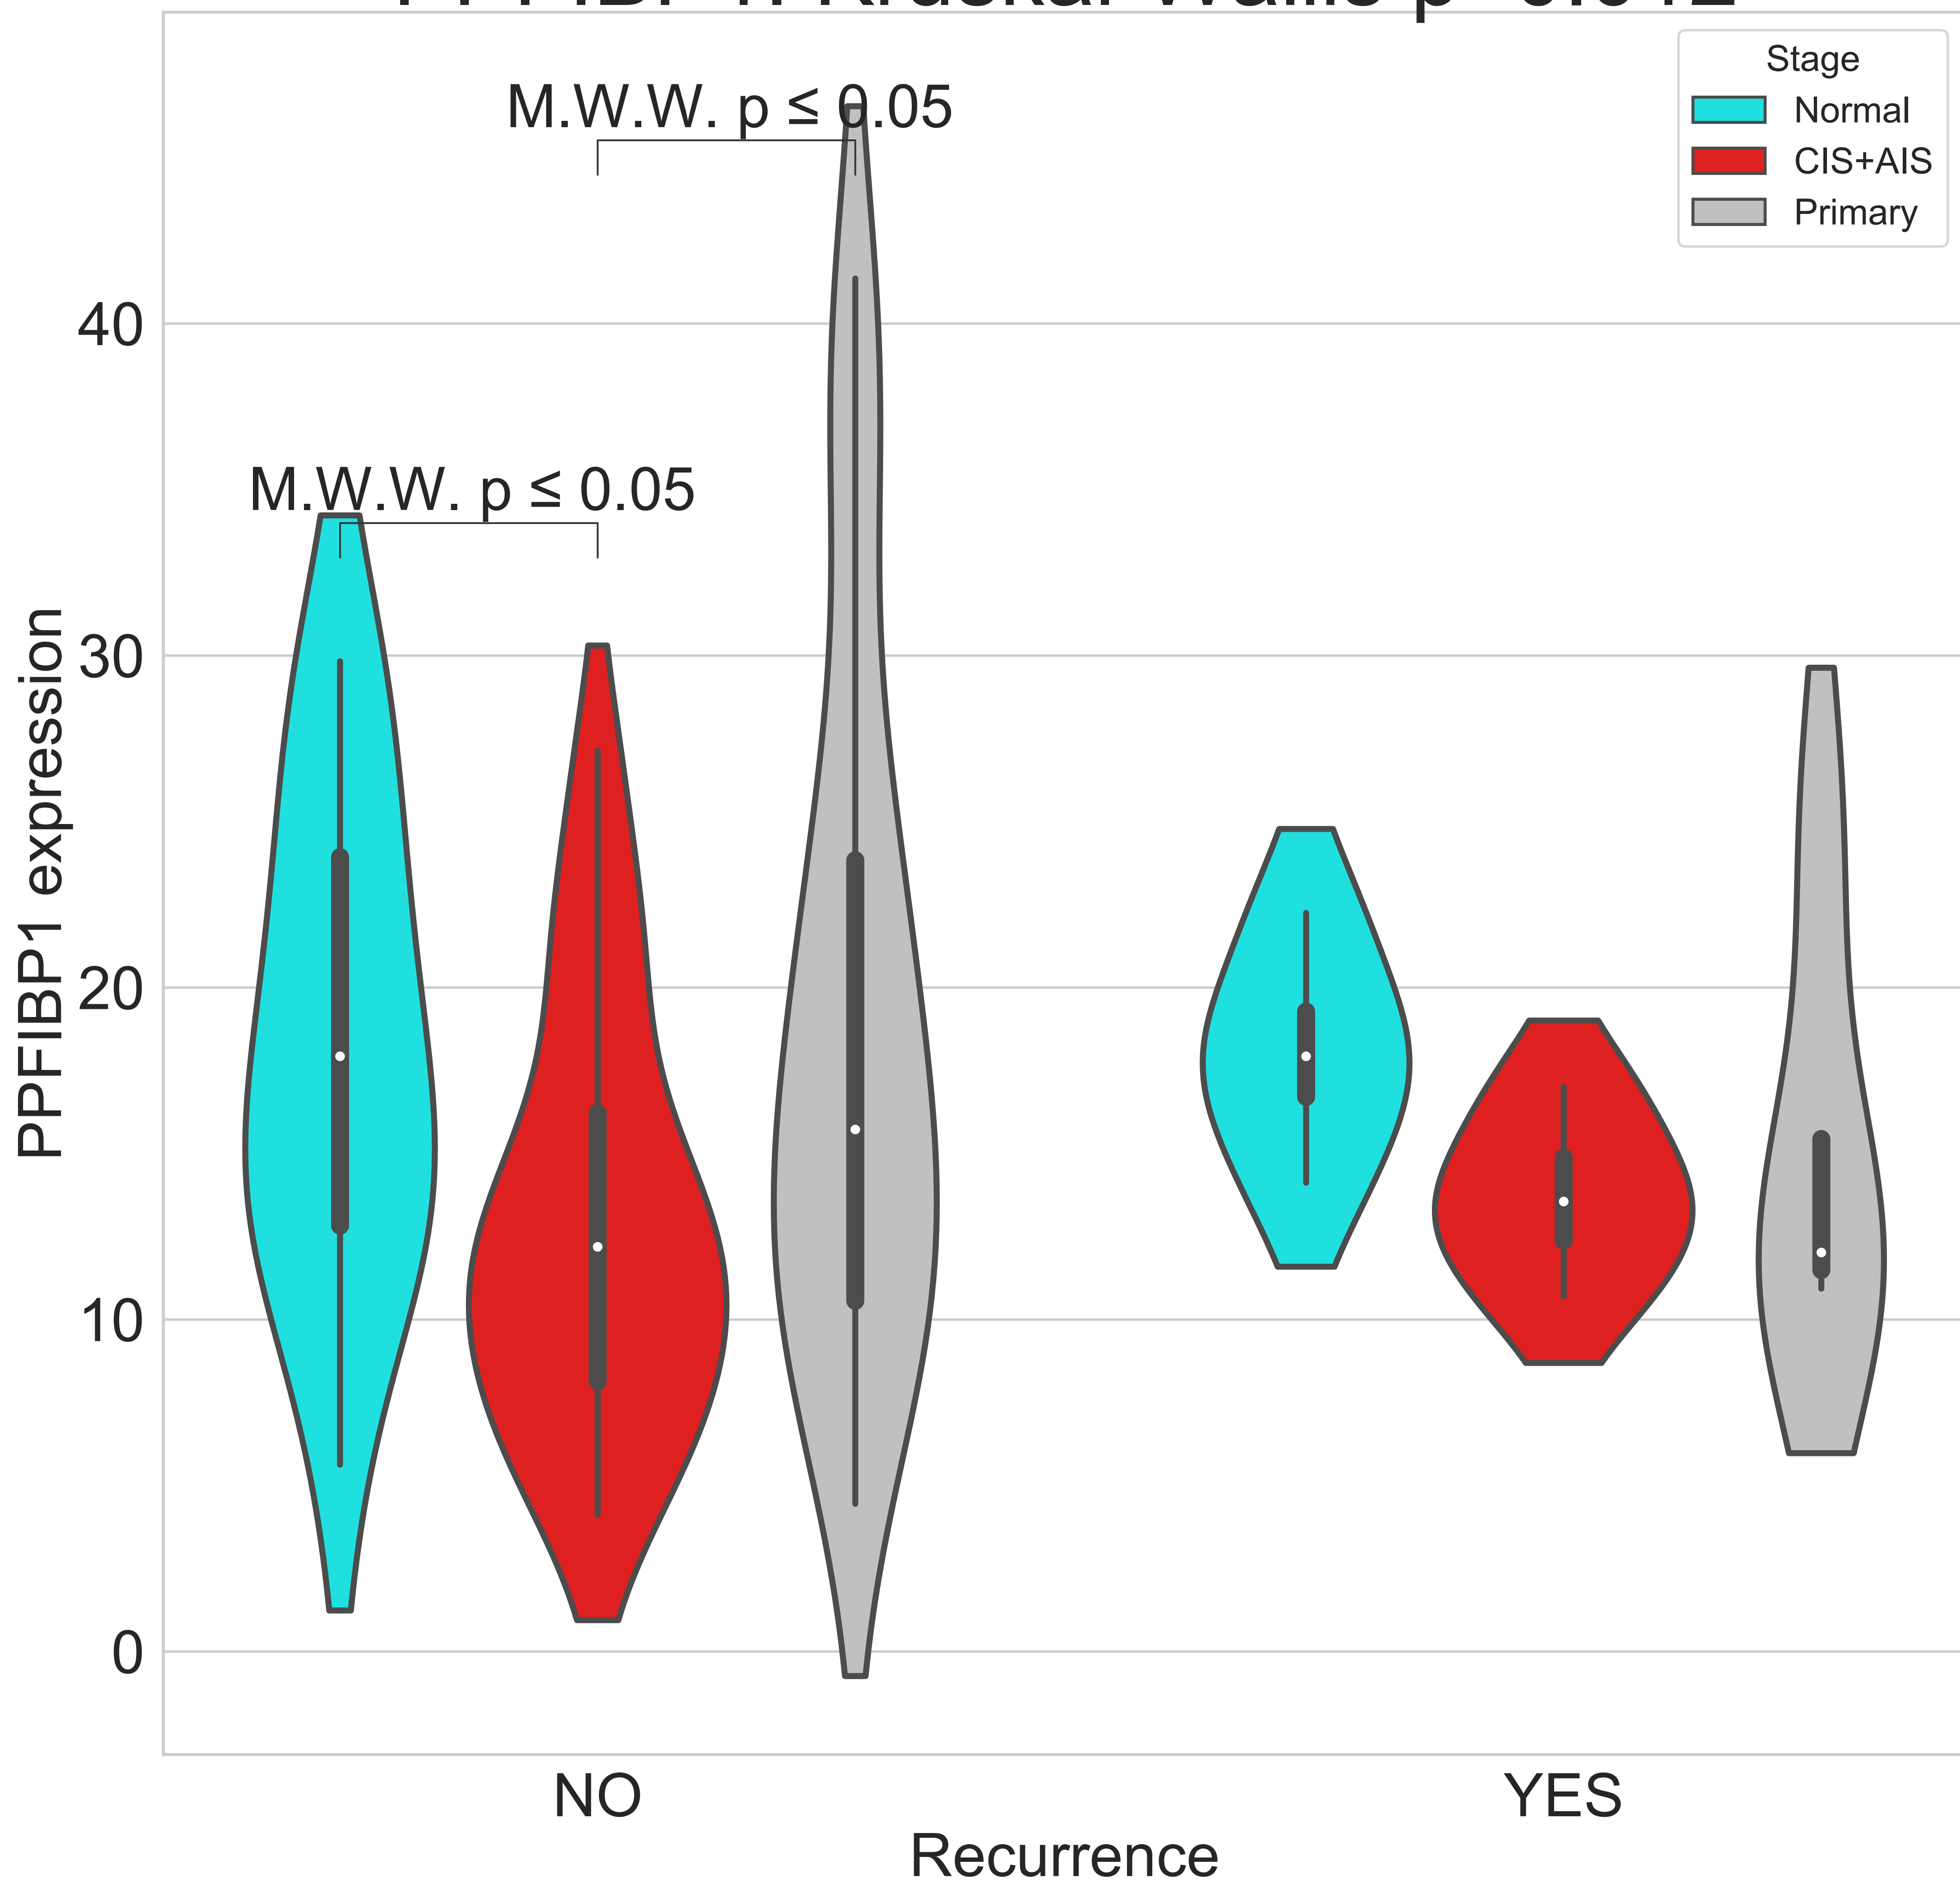 Stage
Normal
CIS+AIS
Primary
M.W.W. p ≤ 0.05
M.W.W. p ≤ 0.05
PPFIBP1 expression
40
30
20
10
0
NO
YES
Recurrence